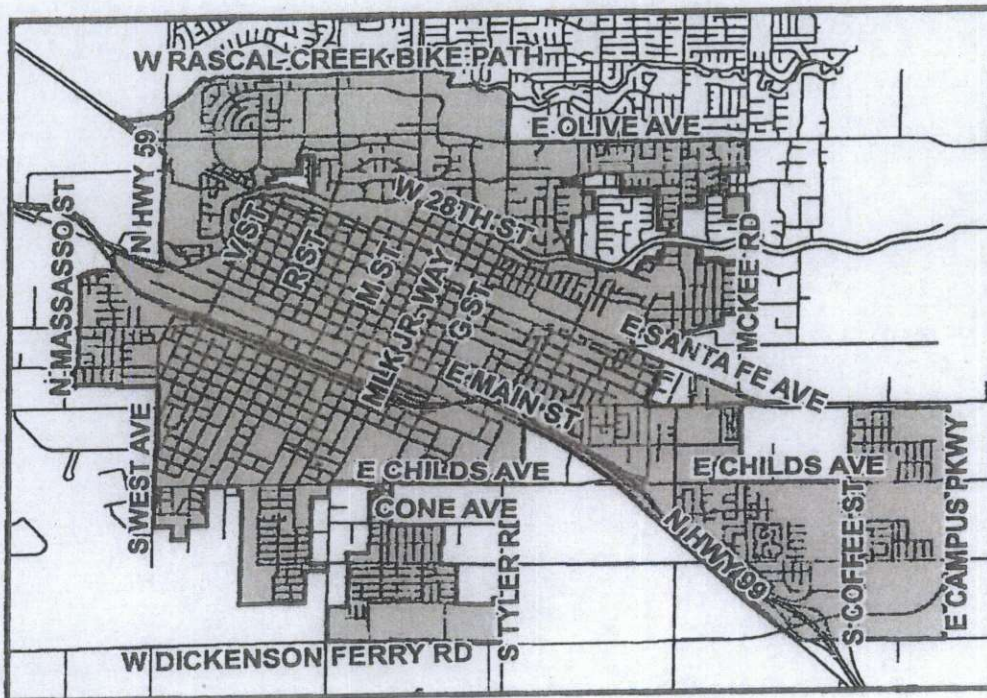 W RASCAL CREEK BIKE PATH
E OLIVE AVE
N HWY 59
W 28TH ST
V ST
R ST
M ST
MLK JR. WAY
G ST
N MASSASSO ST
MCKEE RD
E SANTA FE AVE
E MAIN ST
S WEST AVE
E CHILDS AVE
E CHILDS AVE
CONE AVE
N HWY 99
S TYLER RD
S COFFEE ST
E CAMPUS PKWY
W DICKENSON FERRY RD